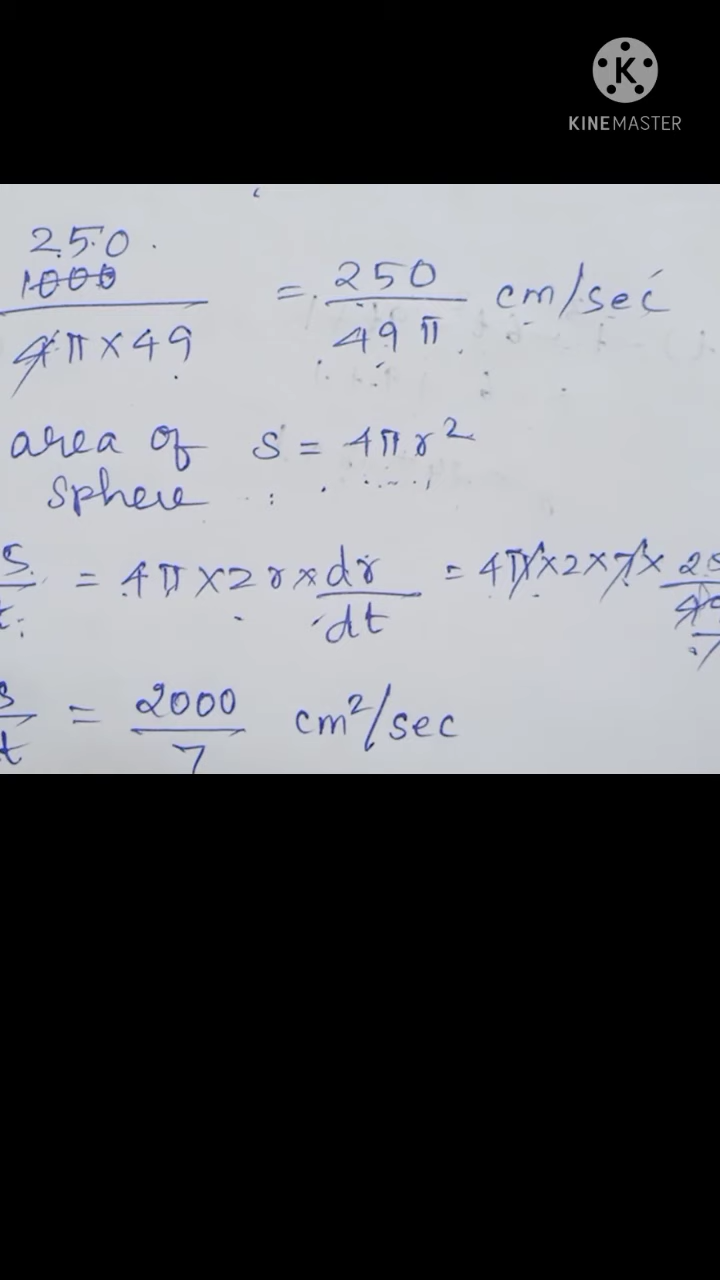 KINEMASTER
250
1000
4π×49 = 250/49π cm/sec
area of S = 4πr²
sphere
= 4π×2r×dr/dt = 4π×2×7×
= 2000/7 cm²/sec